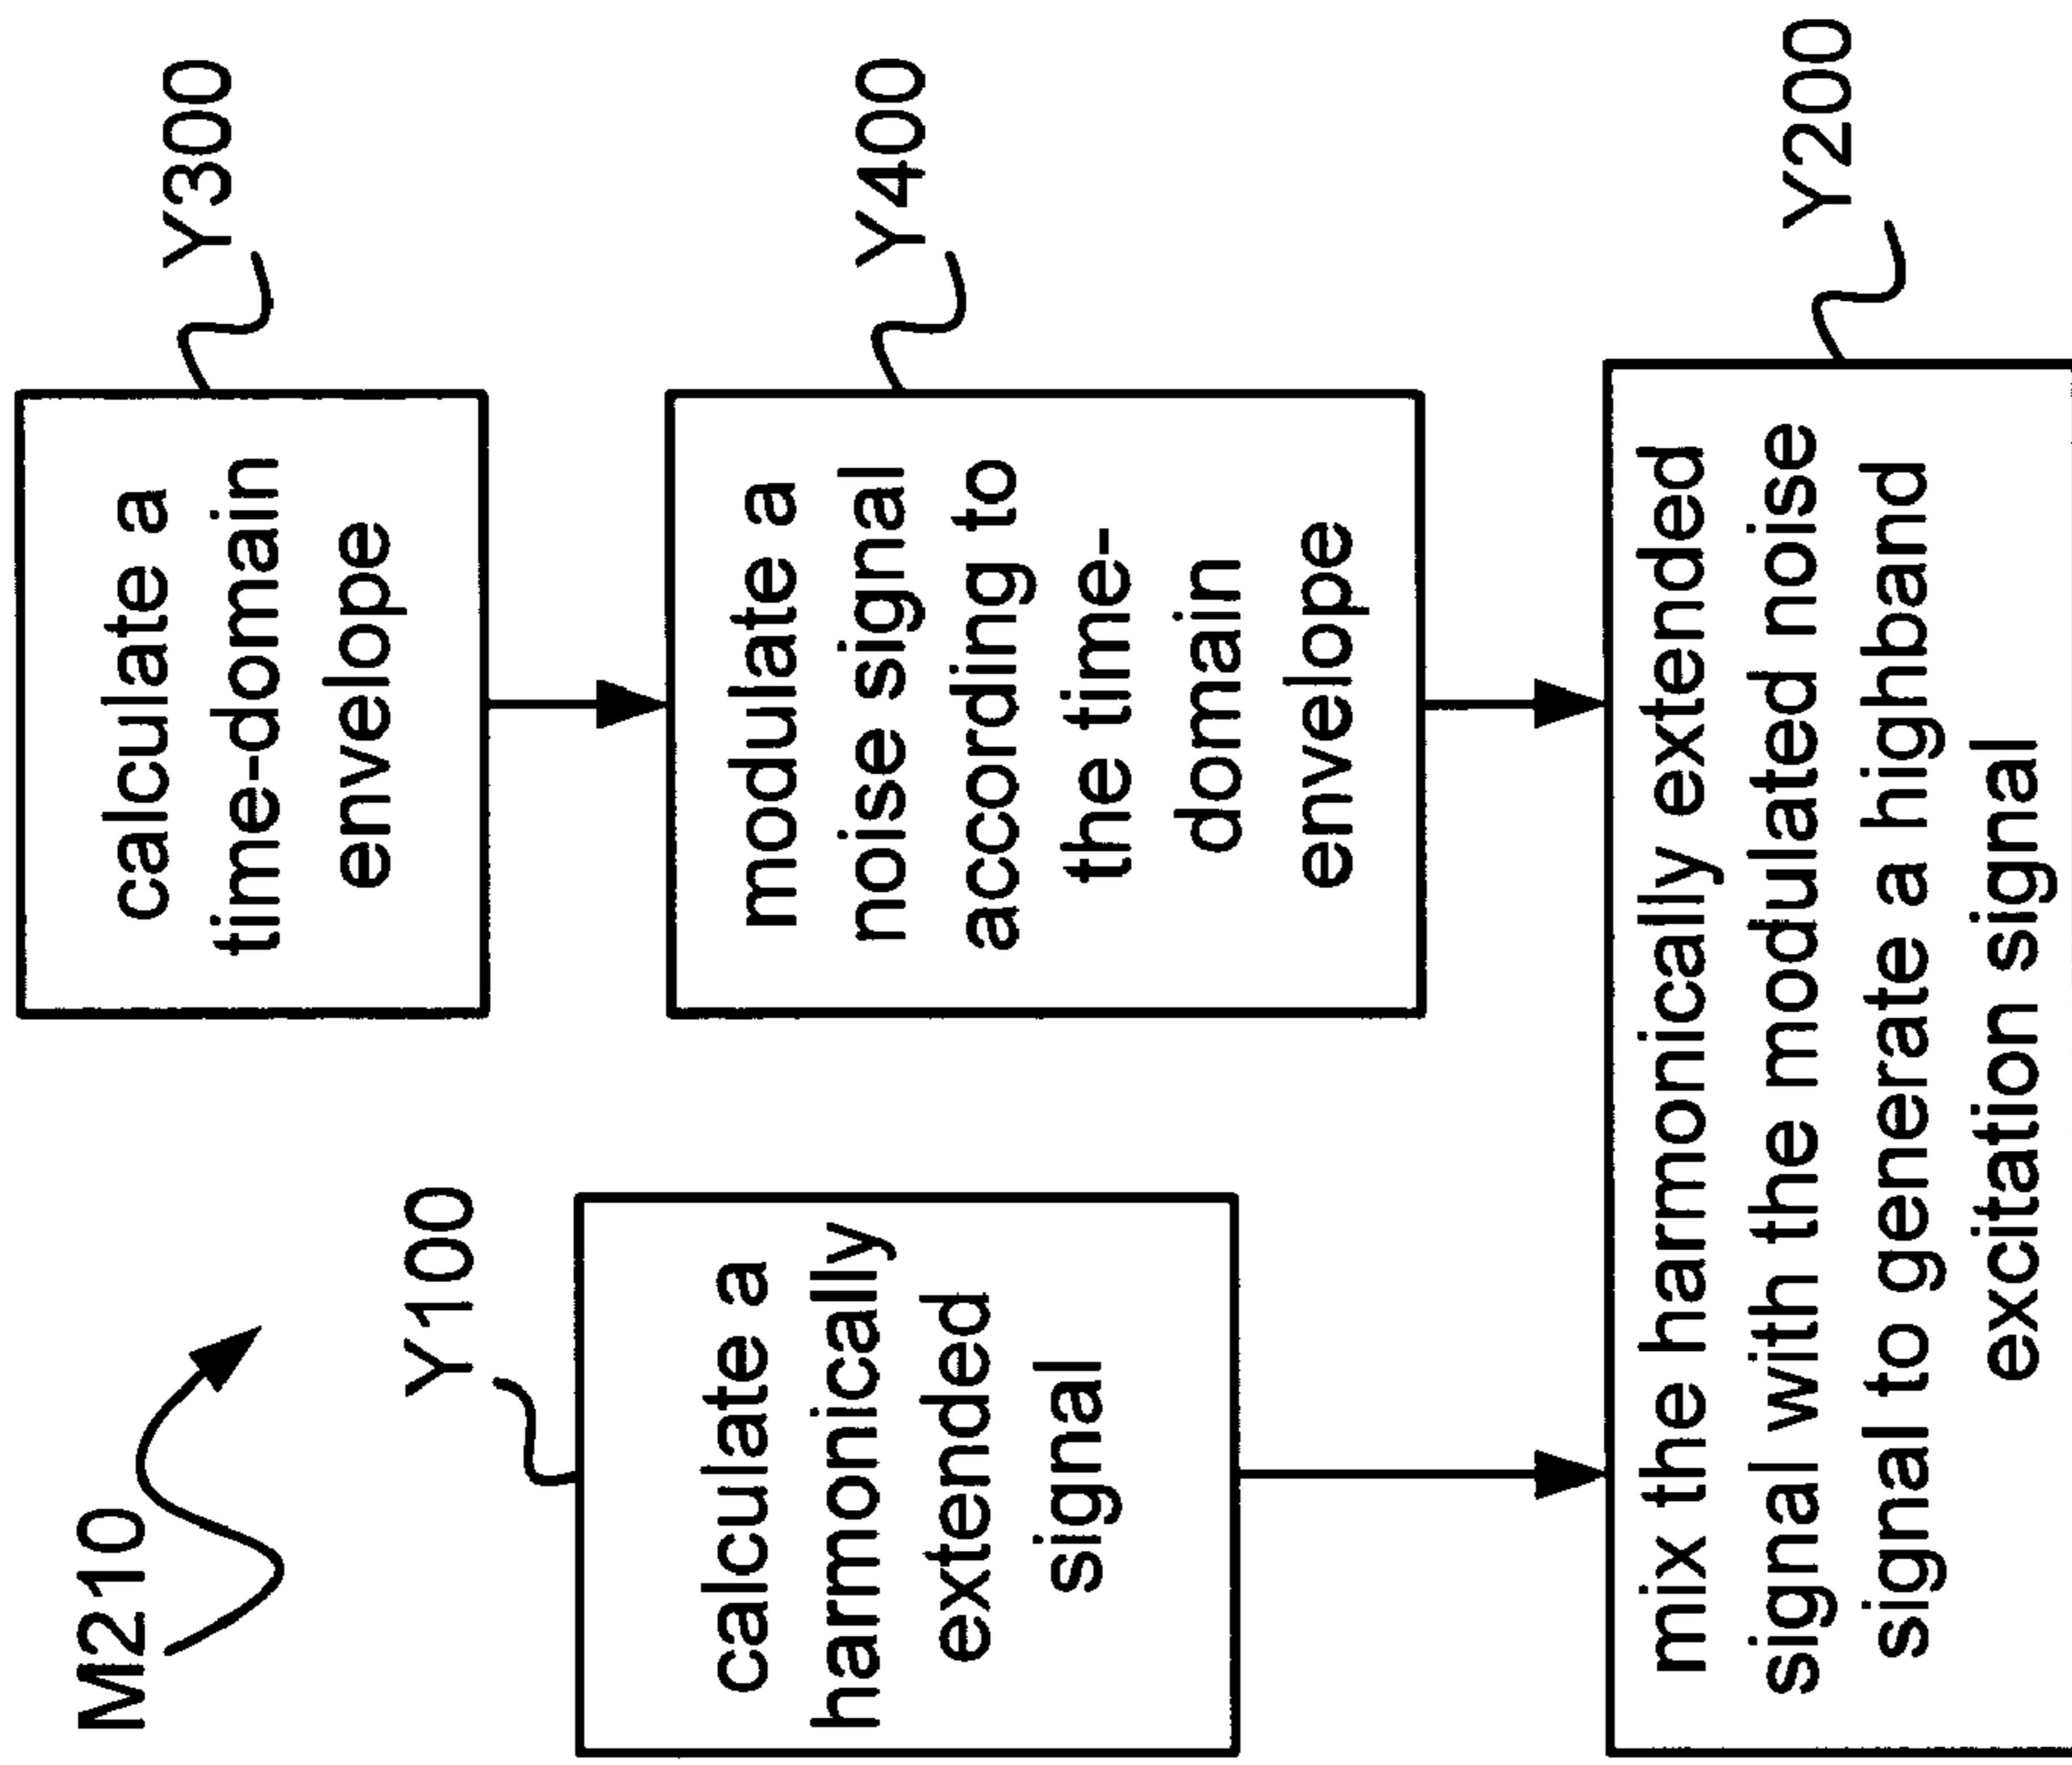 M210
Y100
calculate a
harmonically
extended
signal
calculate a
time-domain
envelope
Y300
modulate a
noise signal
according to
the time-
domain
envelope
Y400
mix the harmonically extended
signal with the modulated noise
signal to generate a highband
excitation signal
Y200